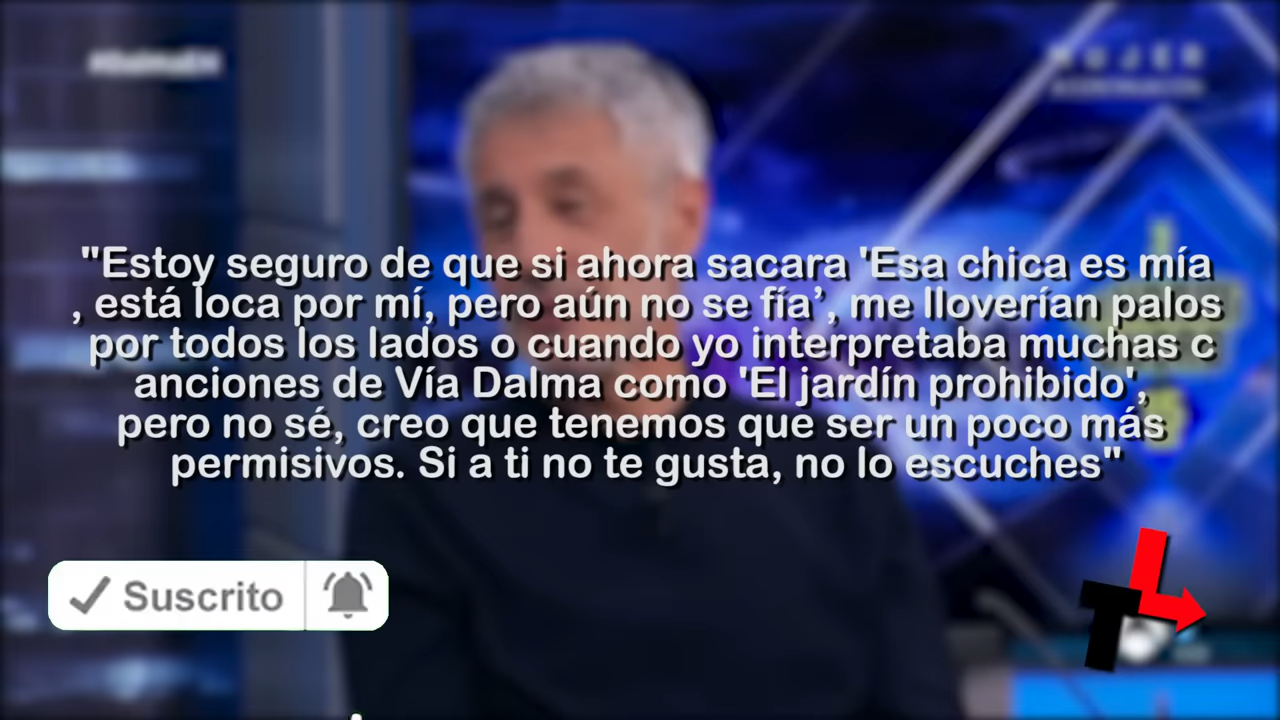 MUJER
"Estoy seguro de que si ahora sacara 'Esa chica es mía
, está loca por mí, pero aún no se fía’, me lloverían palos
por todos los lados o cuando yo interpretaba muchas c
anciones de Vía Dalma como 'El jardín prohibido',
pero no sé, creo que tenemos que ser un poco más
permisivos. Si a ti no te gusta, no lo escuches"
Suscrito
TL